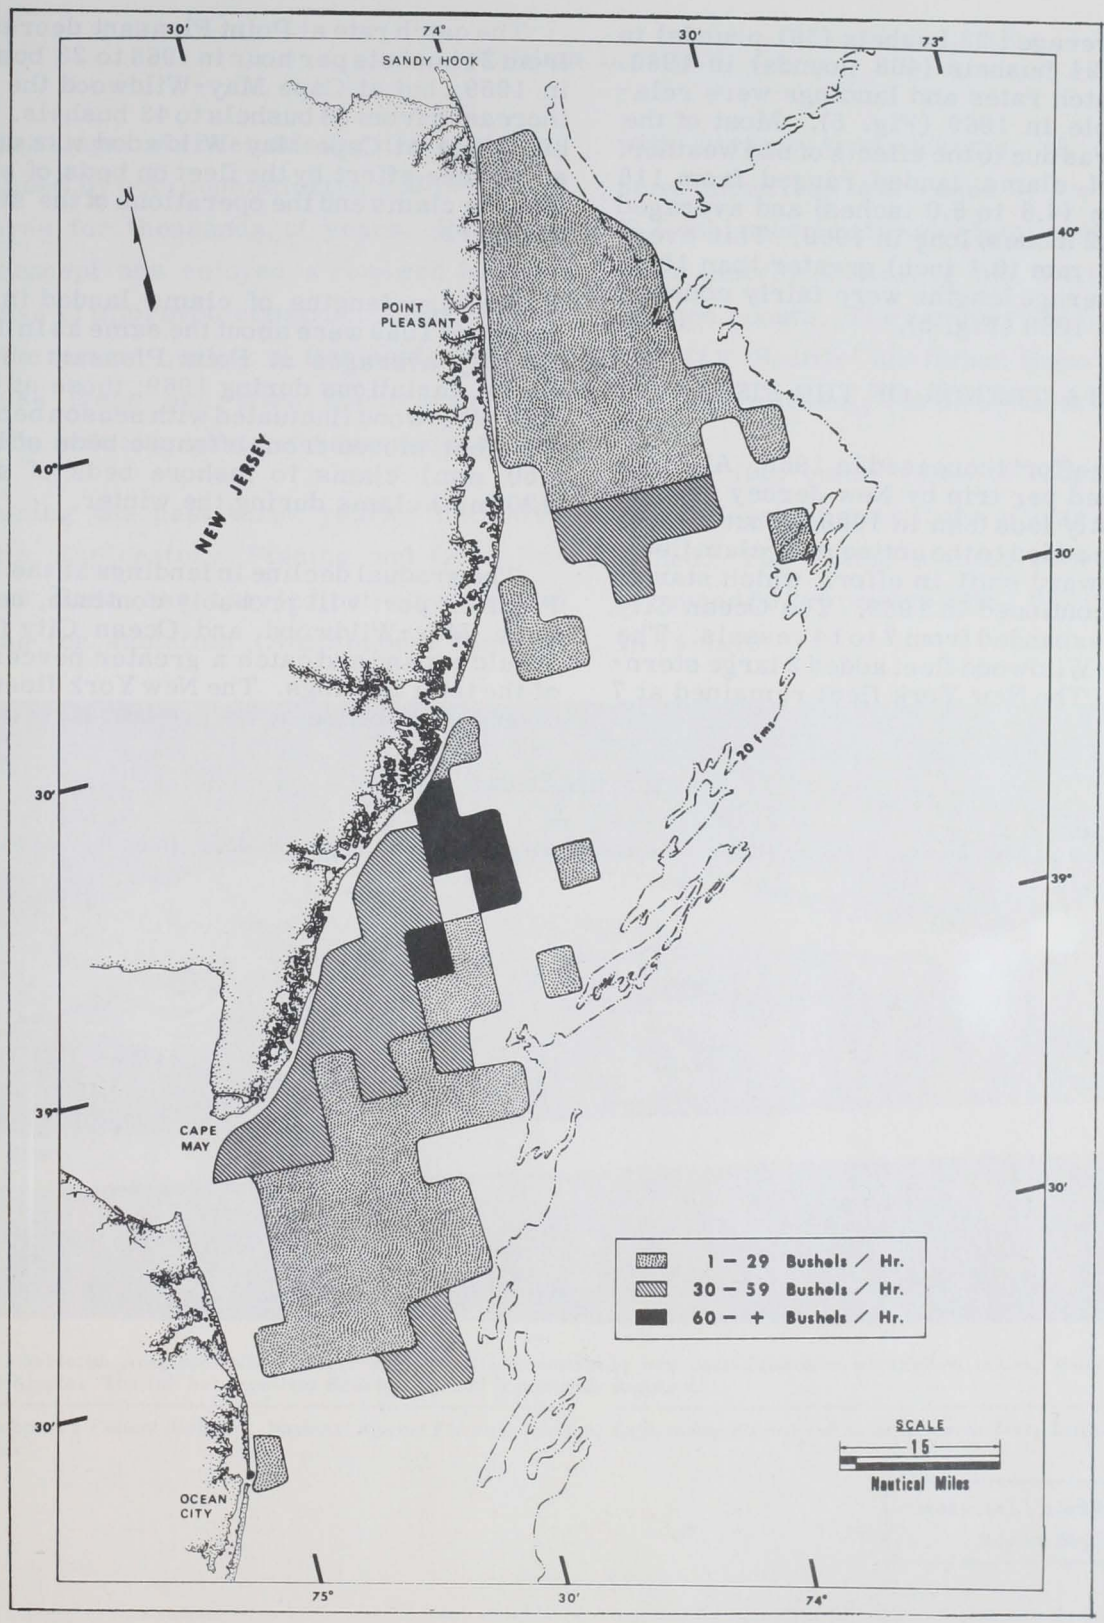 30'
74°
30'
73°
SANDY HOOK
N
40°
POINT
PLEASANT
NEW JERSEY
40°
30'
20 fms
30'
39°
39°
CAPE
MAY
30'
1 – 29 Bushels / Hr.
30 – 59 Bushels / Hr.
60 – + Bushels / Hr.
30'
SCALE
15
Nautical Miles
OCEAN
CITY
75°
30'
74°